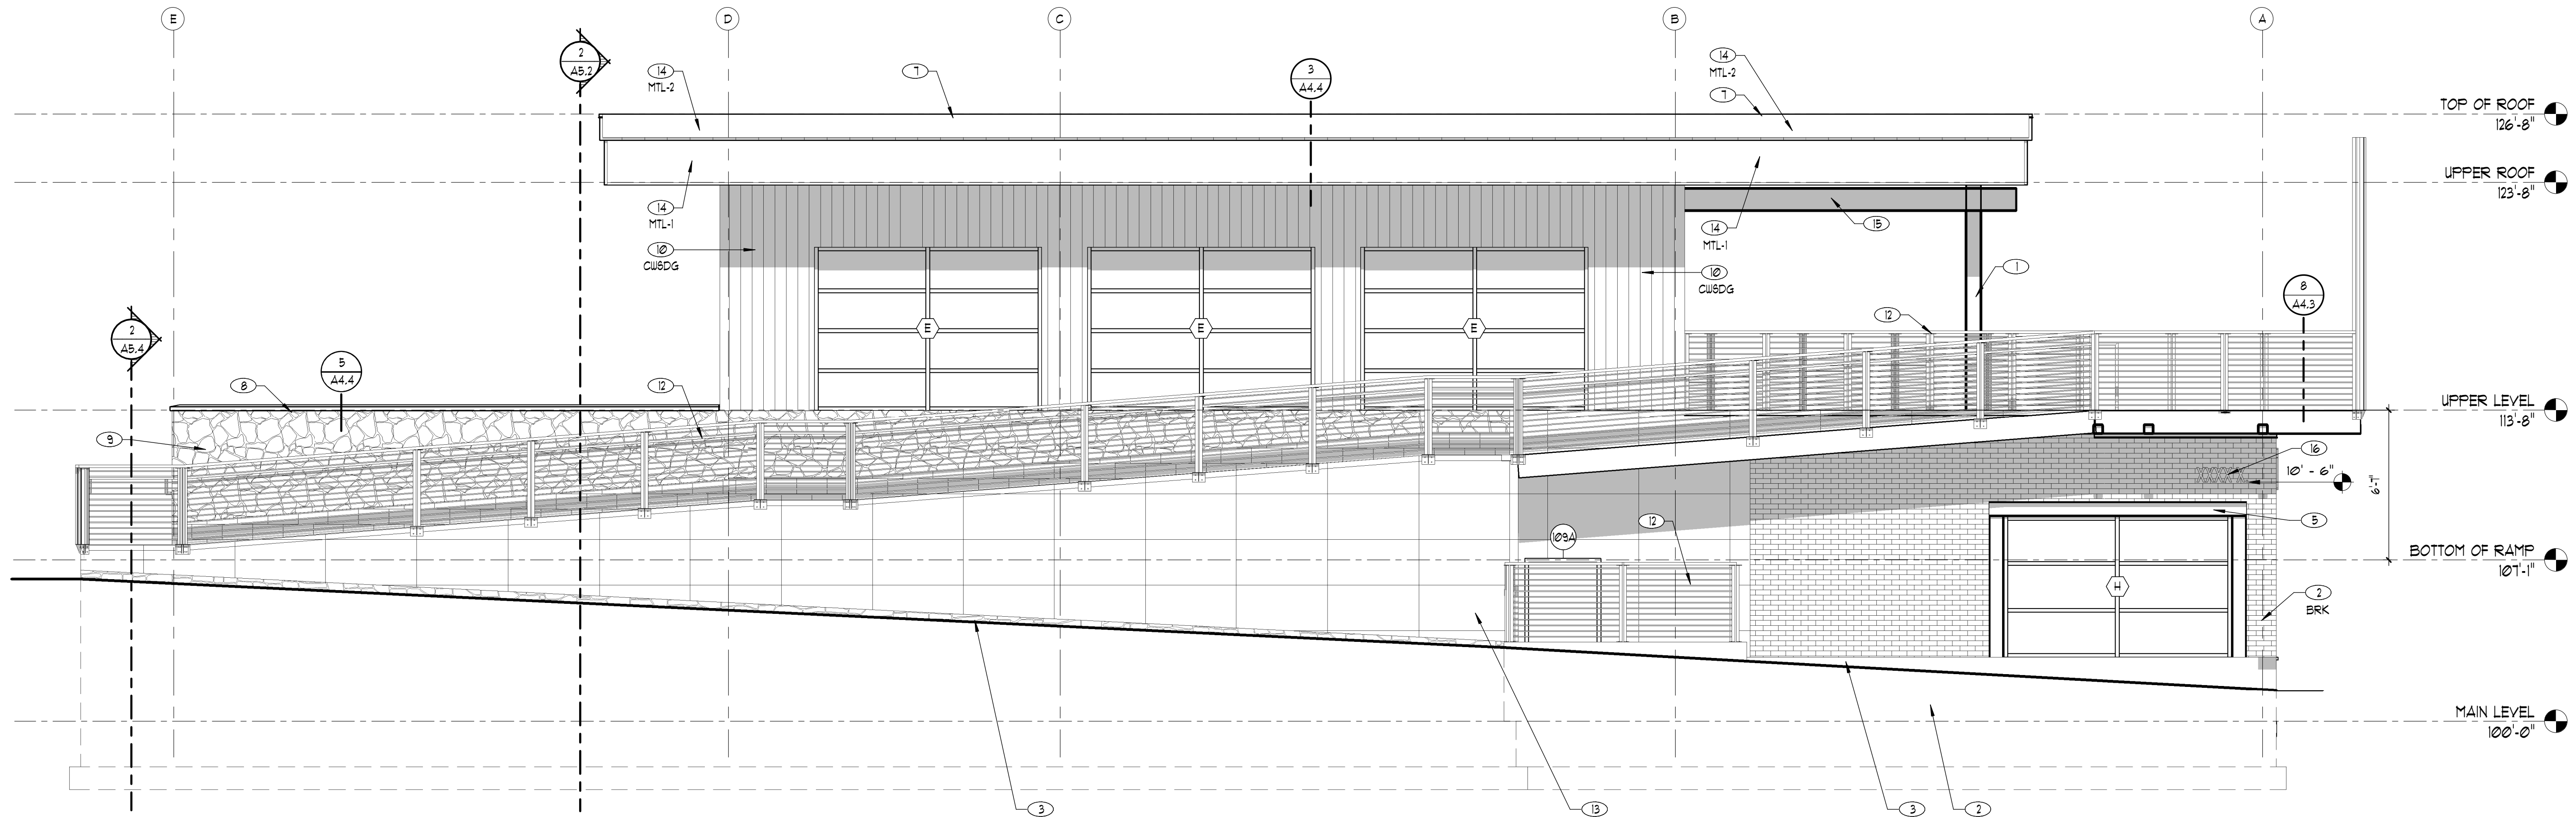 E
D
C
B
A
2
A5.2
14
MTL-2
7
3
A4.4
14
MTL-2
7
TOP OF ROOF
126'-8"
UPPER ROOF
123'-8"
14
MTL-1
10
CWSDG
15
14
MTL-1
10
CWSDG
1
8
A4.3
2
A5.4
5
A4.4
E
E
E
12
8
12
9
UPPER LEVEL
113'-8"
16
10' - 6"
6'-7"
5
12
109A
BOTTOM OF RAMP
107'-1"
H
2
BRK
MAIN LEVEL
100'-0"
3
13
3
2